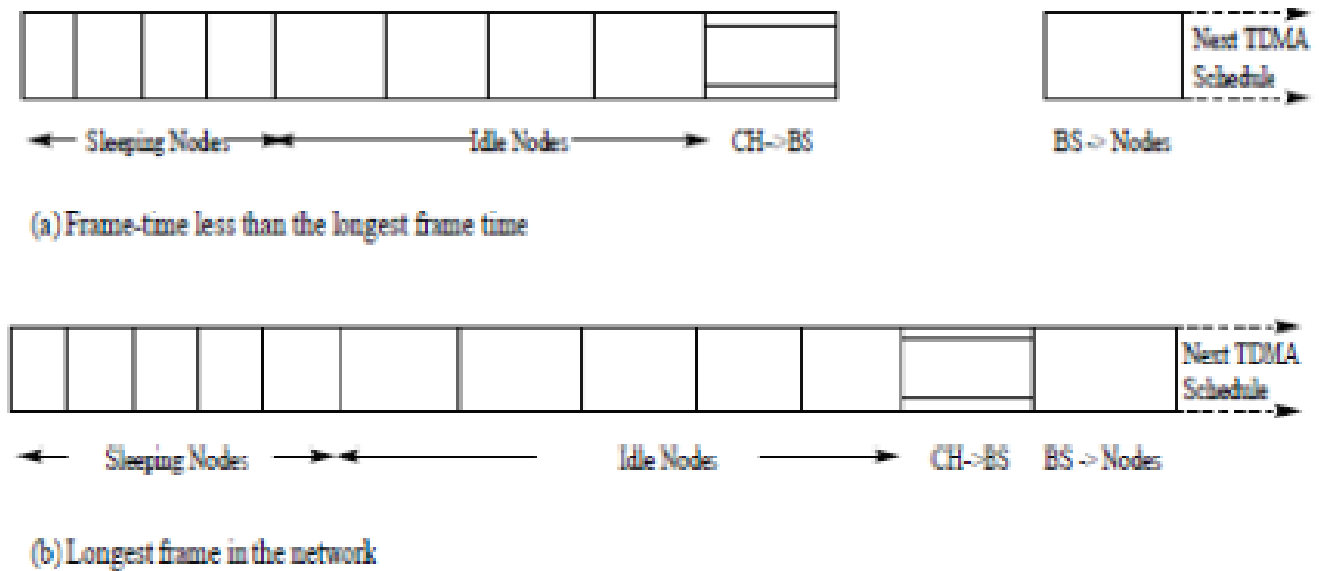 Next TDMA
Schedule
Sleeping Nodes
Idle Nodes
CH->BS
BS -> Nodes
(a) Frame-time less than the longest frame time
Next TDMA
Schedule
Sleeping Nodes
Idle Nodes
CH->BS
BS -> Nodes
(b) Longest frame in the network